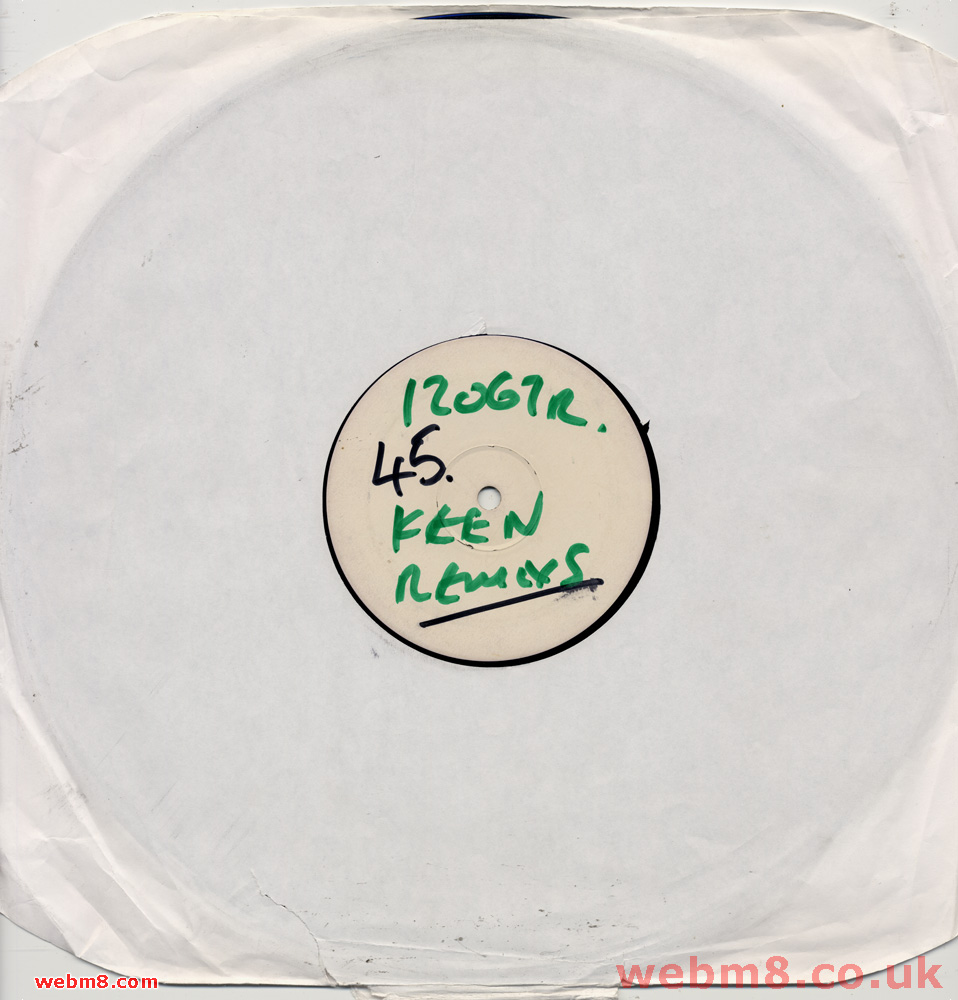 12067R.
45.
KEEN
REMIXS
webm8.com
webm8.co.uk